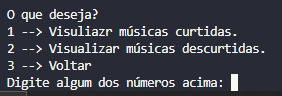 O que deseja?
1 --> Visuliazr músicas curtidas.
2 --> Visualizar músicas descurtidas.
3 --> Voltar
Digite algum dos números acima: